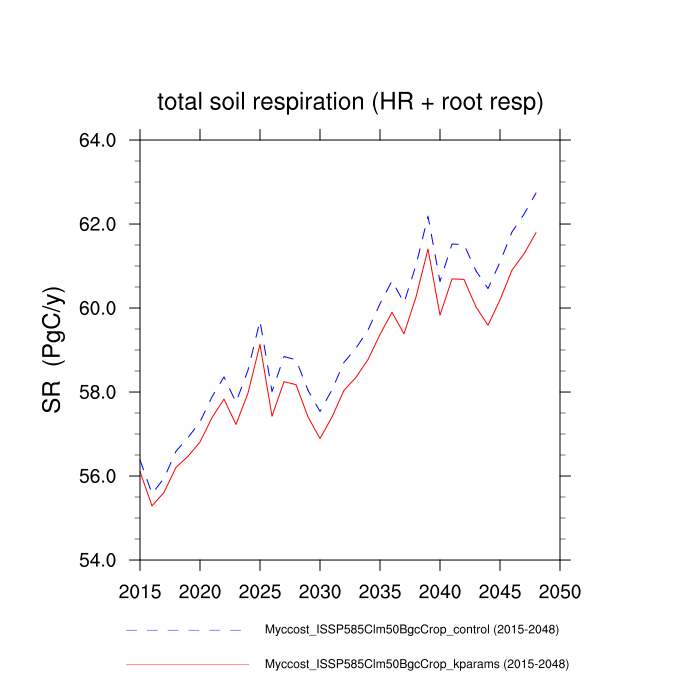 total soil respiration (HR + root resp)
64.0
62.0
60.0
58.0
56.0
54.0
SR (PgC/y)
2015 2020 2025 2030 2035 2040 2045 2050
Myccost_ISSP585Clm50BgcCrop_control (2015-2048)
Myccost_ISSP585Clm50BgcCrop_kparams (2015-2048)